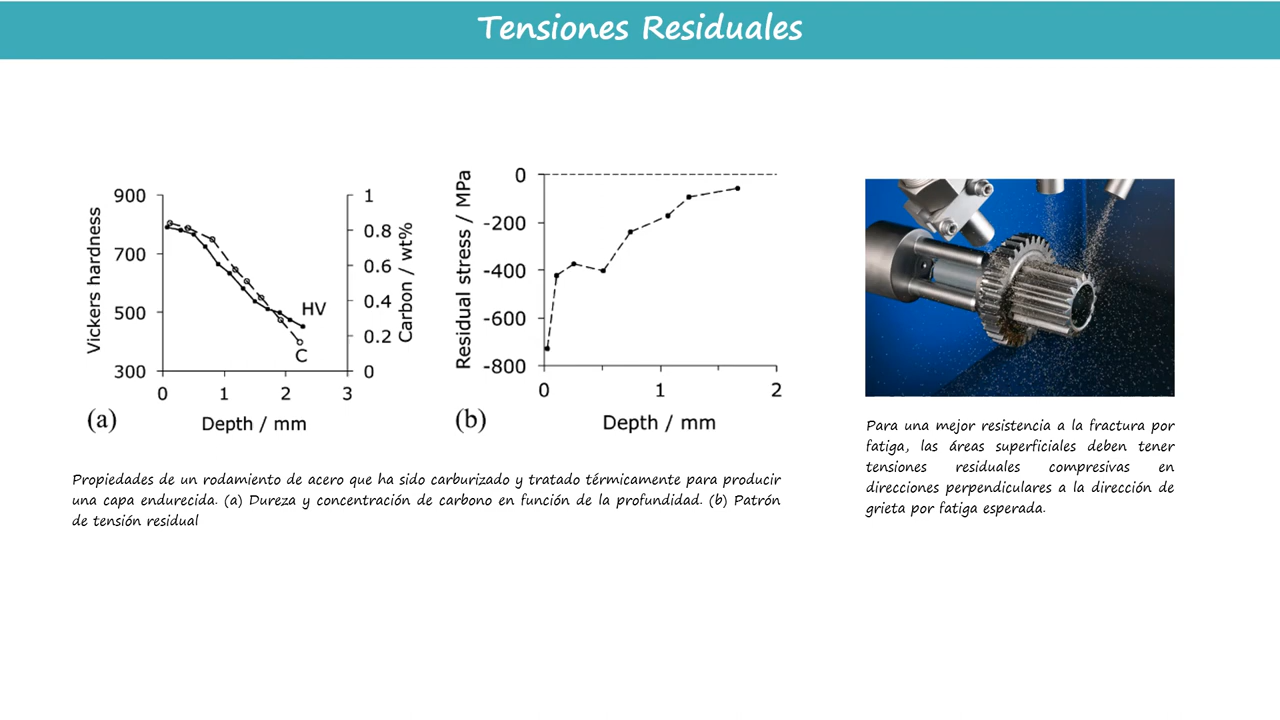 Tensiones Residuales
900
700
500
300
0
1
2
3
Vickers hardness
Depth / mm
1
0.8
0.6
0.4
0.2
0
Carbon / wt%
HV
C
(a)
0
-200
-400
-600
-800
Residual stress / MPa
0
1
2
Depth / mm
(b)
Propiedades de un rodamiento de acero que ha sido carburizado y tratado térmicamente para producir
una capa endurecida. (a) Dureza y concentración de carbono en función de la profundidad. (b) Patrón
de tensión residual
Para una mejor resistencia a la fractura por
fatiga, las áreas superficiales deben tener
tensiones residuales compresivas en
direcciones perpendiculares a la dirección de
grieta por fatiga esperada.